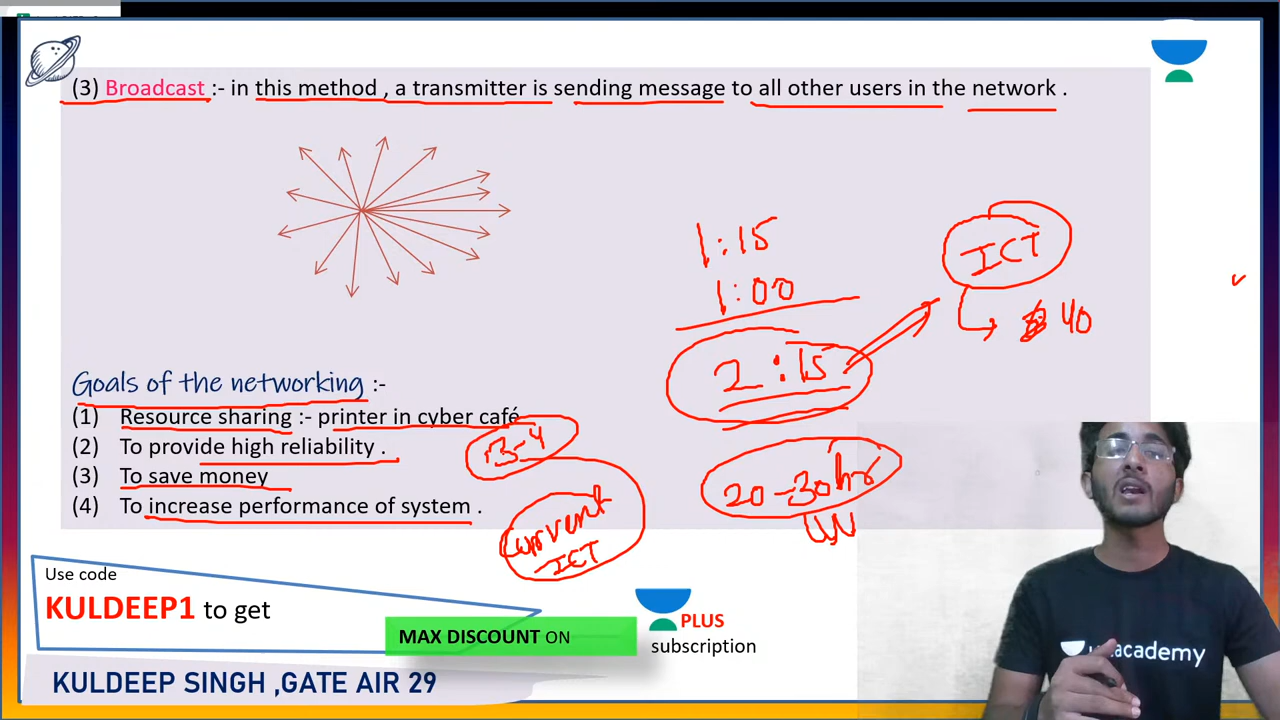 (3) Broadcast :- in this method , a transmitter is sending message to all other users in the network .
1:15
1:00
2:15
ICT
40
Goals of the networking :-
(1) Resource sharing :- printer in cyber café
(2) To provide high reliability .
(3) To save money
(4) To increase performance of system .
3-4
20-30hr
Current
ICT
Use code
KULDEEP1 to get
MAX DISCOUNT ON
PLUS
subscription
KULDEEP SINGH ,GATE AIR 29